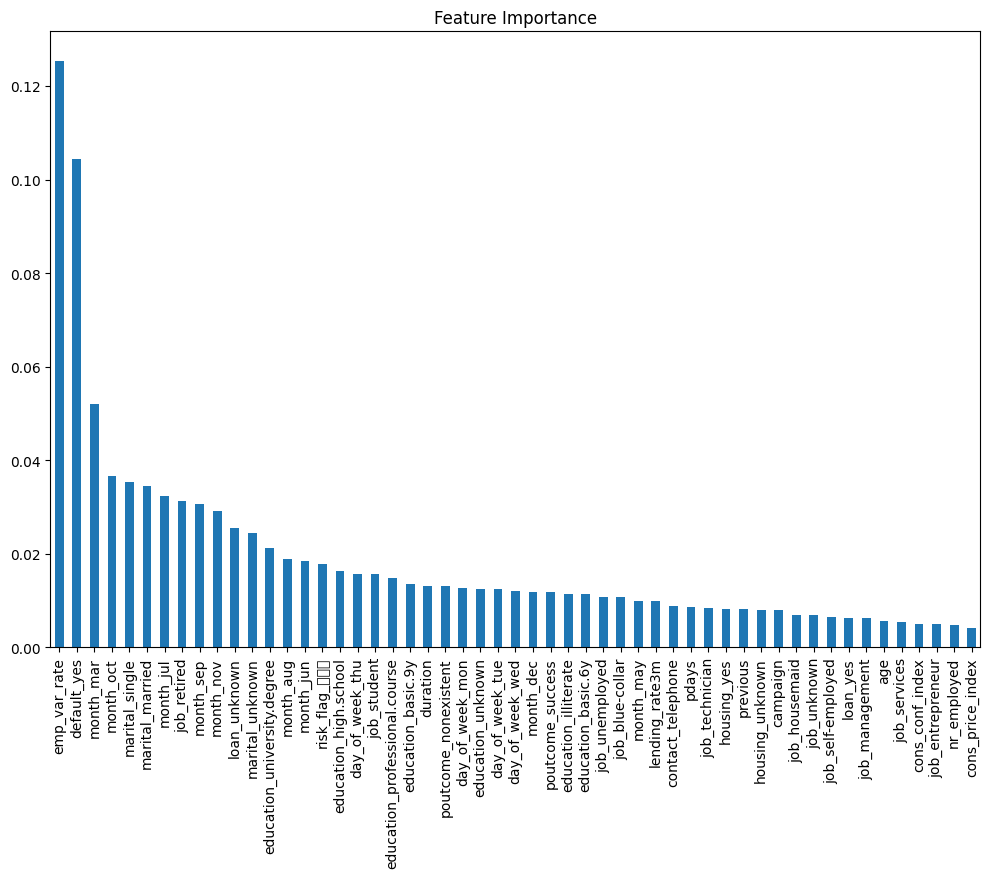 Feature Importance
0.12
0.10
0.08
0.06
0.04
0.02
0.00
emp_var_rate
default_yes
month_mar
month_oct
marital_single
marital_married
month_jul
job_retired
month_sep
month_nov
loan_unknown
marital_unknown
education_university.degree
month_aug
month_jun
risk_flag_
education_high.school
day_of_week_thu
job_student
education_professional.course
education_basic.9y
duration
poutcome_nonexistent
day_of_week_mon
education_unknown
day_of_week_tue
day_of_week_wed
month_dec
poutcome_success
education_illiterate
education_basic.6y
job_unemployed
job_blue-collar
month_may
lending_rate3m
contact_telephone
pdays
job_technician
housing_yes
previous
housing_unknown
campaign
job_housemaid
job_unknown
job_self-employed
loan_yes
job_management
age
job_services
cons_conf_index
job_entrepreneur
nr_employed
cons_price_index